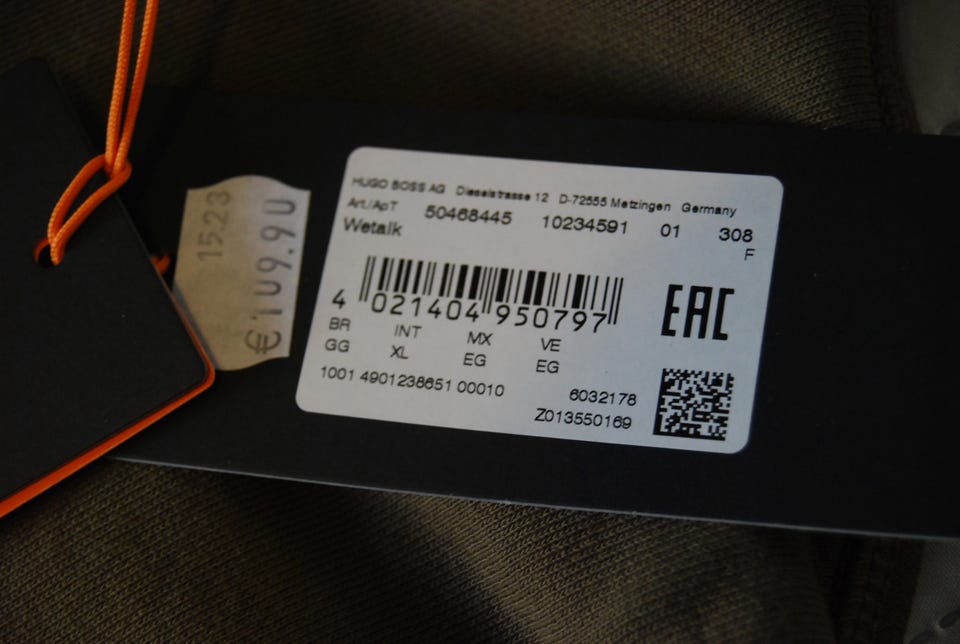 15.23
€109.90
HUGO BOSS AG Dieselstrasse 12 D-72555 Metzingen Germany
Art./ApT 50468445 10234591 01 308
Wetalk F
4 021404 950797
EAC
BR INT MX VE
GG XL EG EG
1001 4901238651 00010 6032178
Z013550169